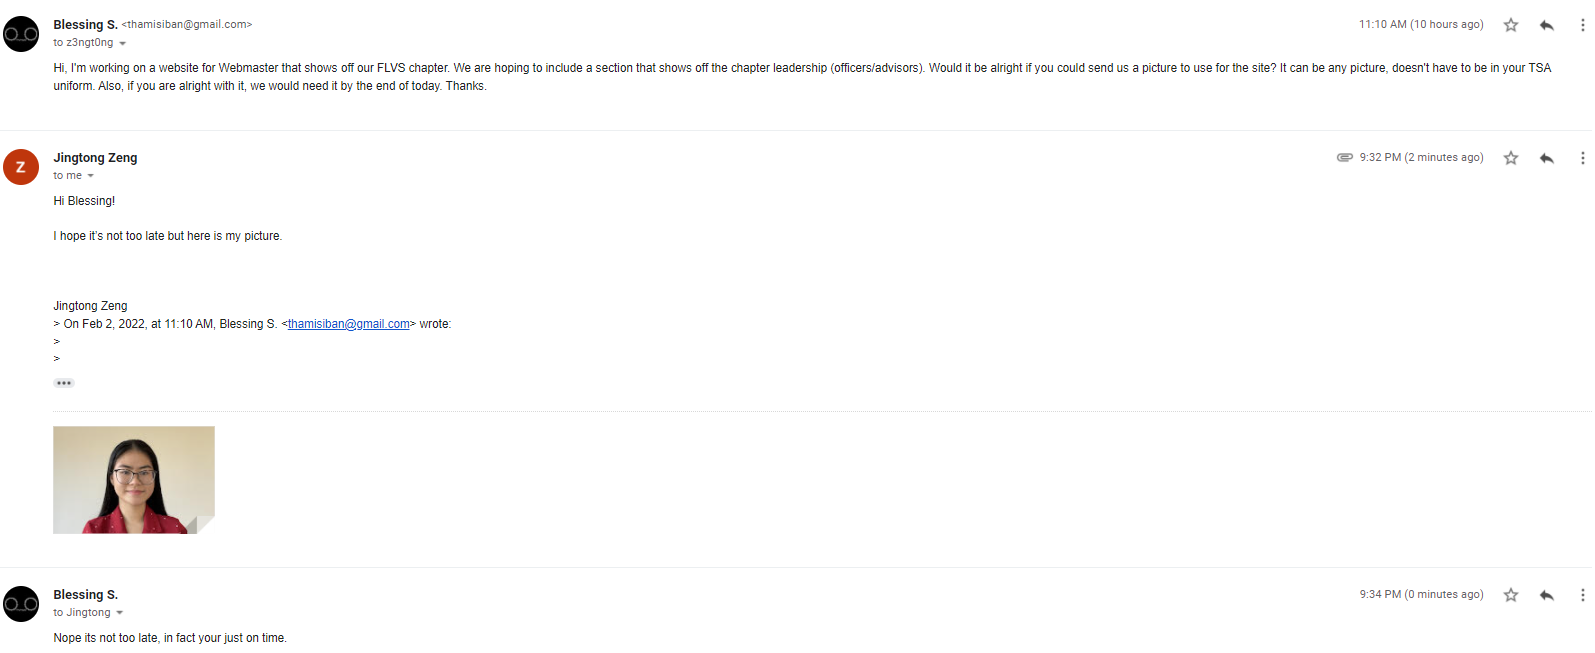 Blessing S. <thamisiban@gmail.com> 11:10 AM (10 hours ago)
to z3ngt0ng
Hi, I'm working on a website for Webmaster that shows off our FLVS chapter. We are hoping to include a section that shows off the chapter leadership (officers/advisors). Would it be alright if you could send us a picture to use for the site? It can be any picture, doesn't have to be in your TSA
uniform. Also, if you are alright with it, we would need it by the end of today. Thanks.
Z
Jingtong Zeng 9:32 PM (2 minutes ago)
to me
Hi Blessing!
I hope it's not too late but here is my picture.
Jingtong Zeng
> On Feb 2, 2022, at 11:10 AM, Blessing S. <thamisiban@gmail.com> wrote:
>
>
Blessing S. 9:34 PM (0 minutes ago)
to Jingtong
Nope its not too late, in fact your just on time.